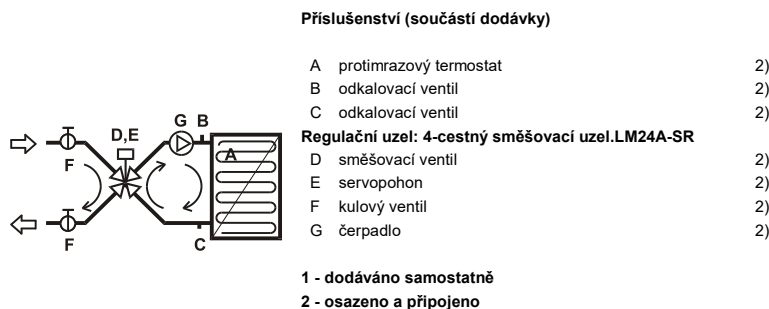 Příslušenství (součástí dodávky)
A protimrazový termostat 2)
B odkalovací ventil 2)
C odkalovací ventil 2)
Regulační uzel: 4-cestný směšovací uzel.LM24A-SR
D směšovací ventil 2)
E servopohon 2)
F kulový ventil 2)
G čerpadlo 2)
1 - dodáváno samostatně
2 - osazeno a připojeno
D,E
G B
A
F
F
C